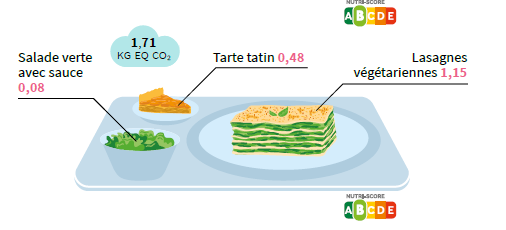 NUTRI-SCORE
A B C D E
1,71
KG EQ CO₂
Salade verte
avec sauce
0,08
Tarte tatin 0,48
Lasagnes
végétariennes 1,15
NUTRI-SCORE
A B C D E